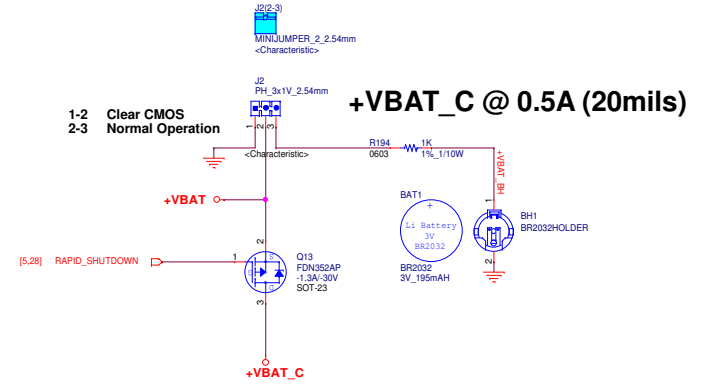 J2(2-3)
MINIJUMPER_2_2.54mm
<Characteristic>
J2
PH_3x1V_2.54mm
+VBAT_C @ 0.5A (20mils)
1-2 Clear CMOS
2-3 Normal Operation
1
2
3
<Characteristic>
R194 1K
0603 1%_1/10W
+VBAT_BH
+VBAT
BAT1
+
Li Battery
3V
BR2032
BR2032
3V_195mAH
1
BH1
BR2032HOLDER
2
2
[5,28] RAPID_SHUTDOWN
1
S
G
D
Q13
FDN352AP
-1.3A/-30V
SOT-23
3
+VBAT_C